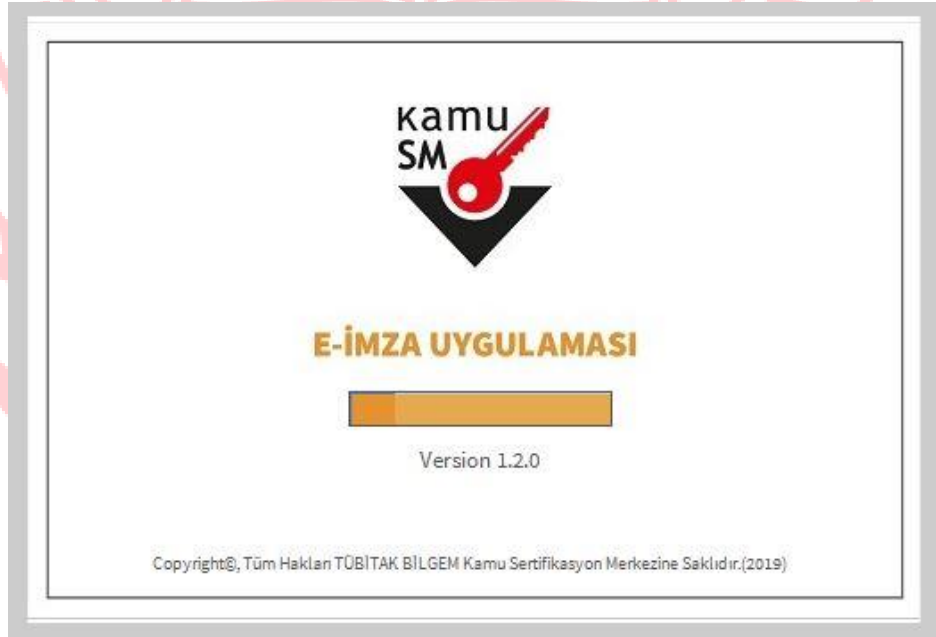 Kamu
SM
E-İMZA UYGULAMASI
Version 1.2.0
Copyright©, Tüm Hakları TÜBİTAK BİLGEM Kamu Sertifikasyon Merkezine Saklıdır.(2019)